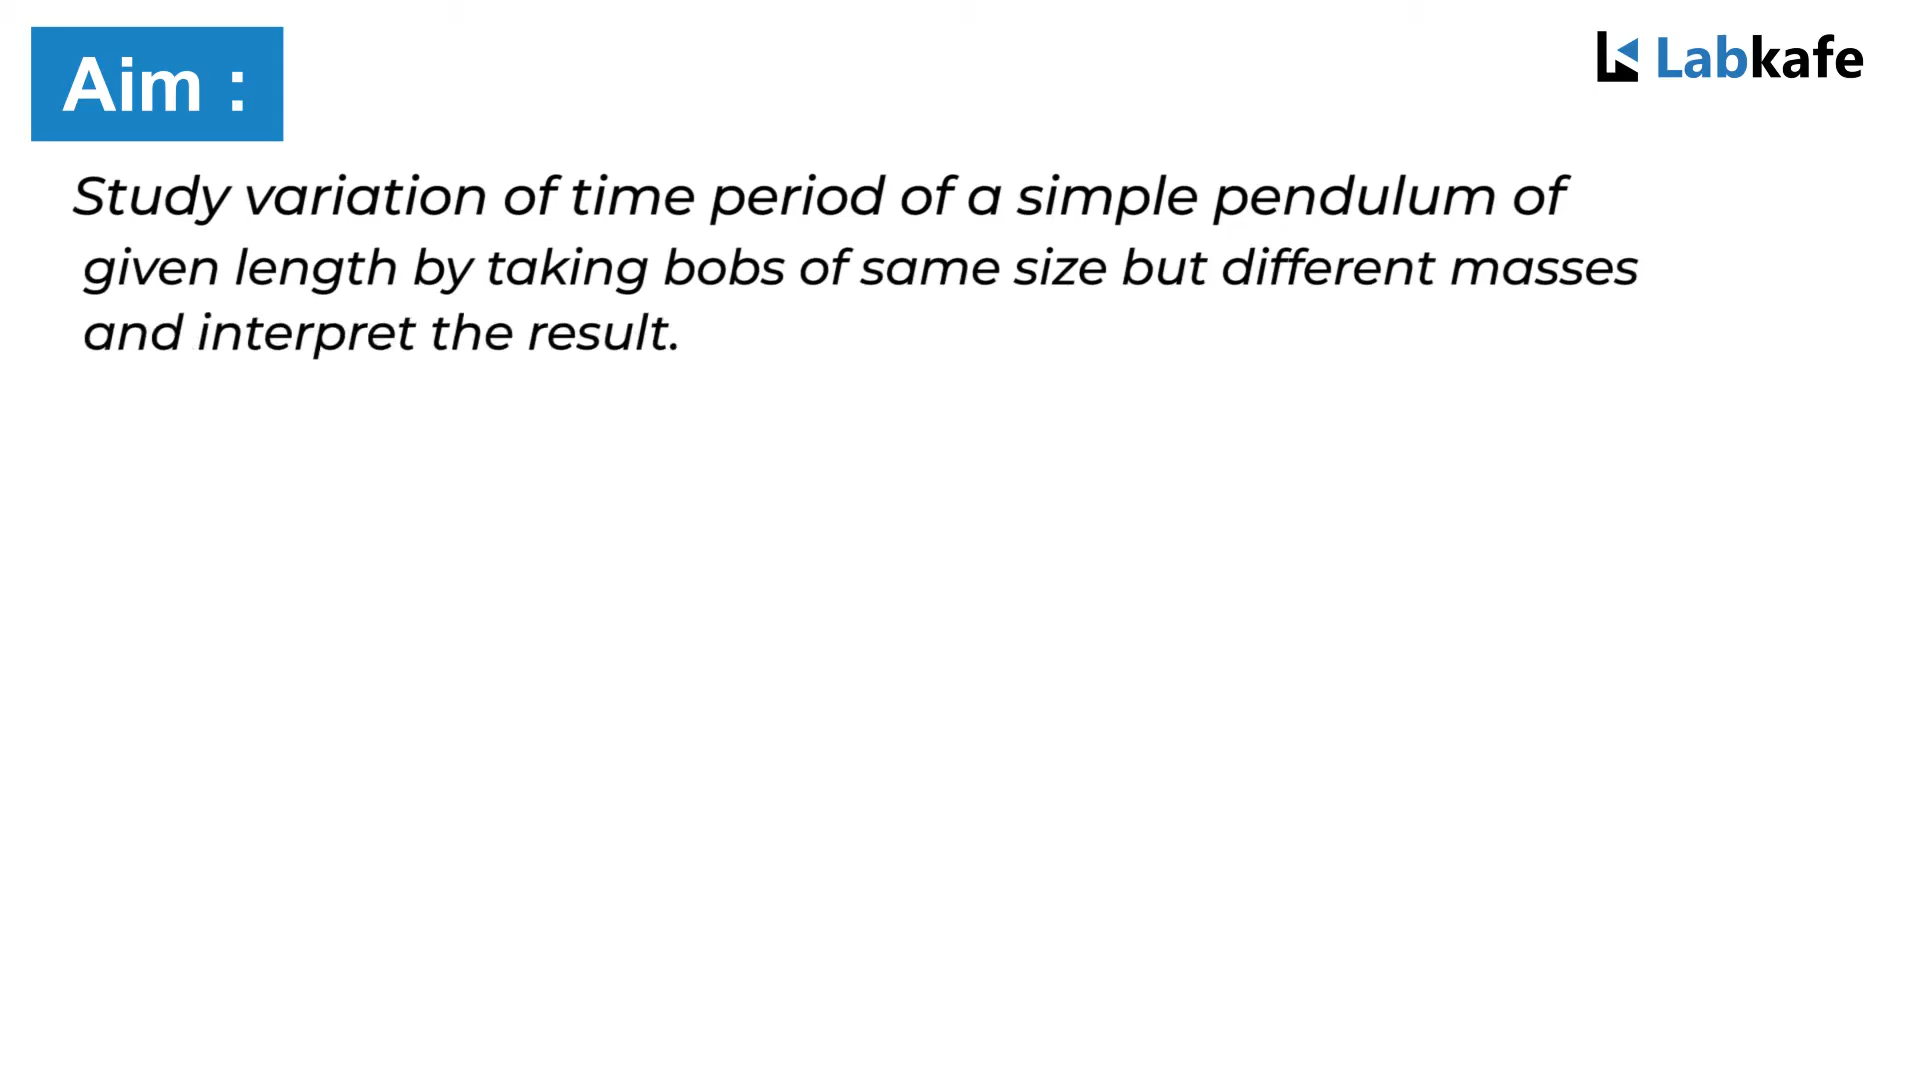 Aim :
Labkafe
Study variation of time period of a simple pendulum of
given length by taking bobs of same size but different masses
and interpret the result.